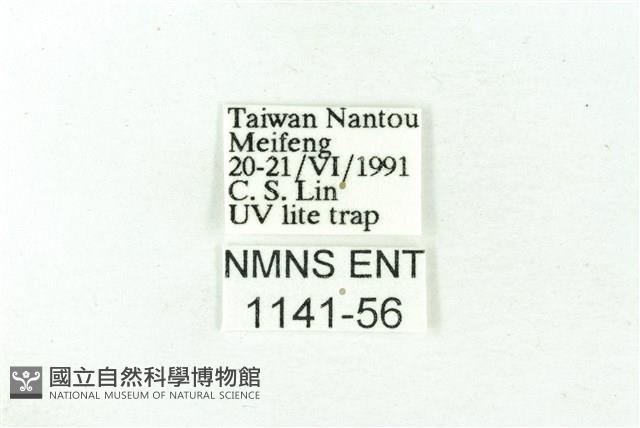 Taiwan Nantou
Meifeng
20-21/VI/1991
C. S. Lin
UV lite trap
NMNS ENT
1141-56
國立自然科學博物館
NATIONAL MUSEUM OF NATURAL SCIENCE